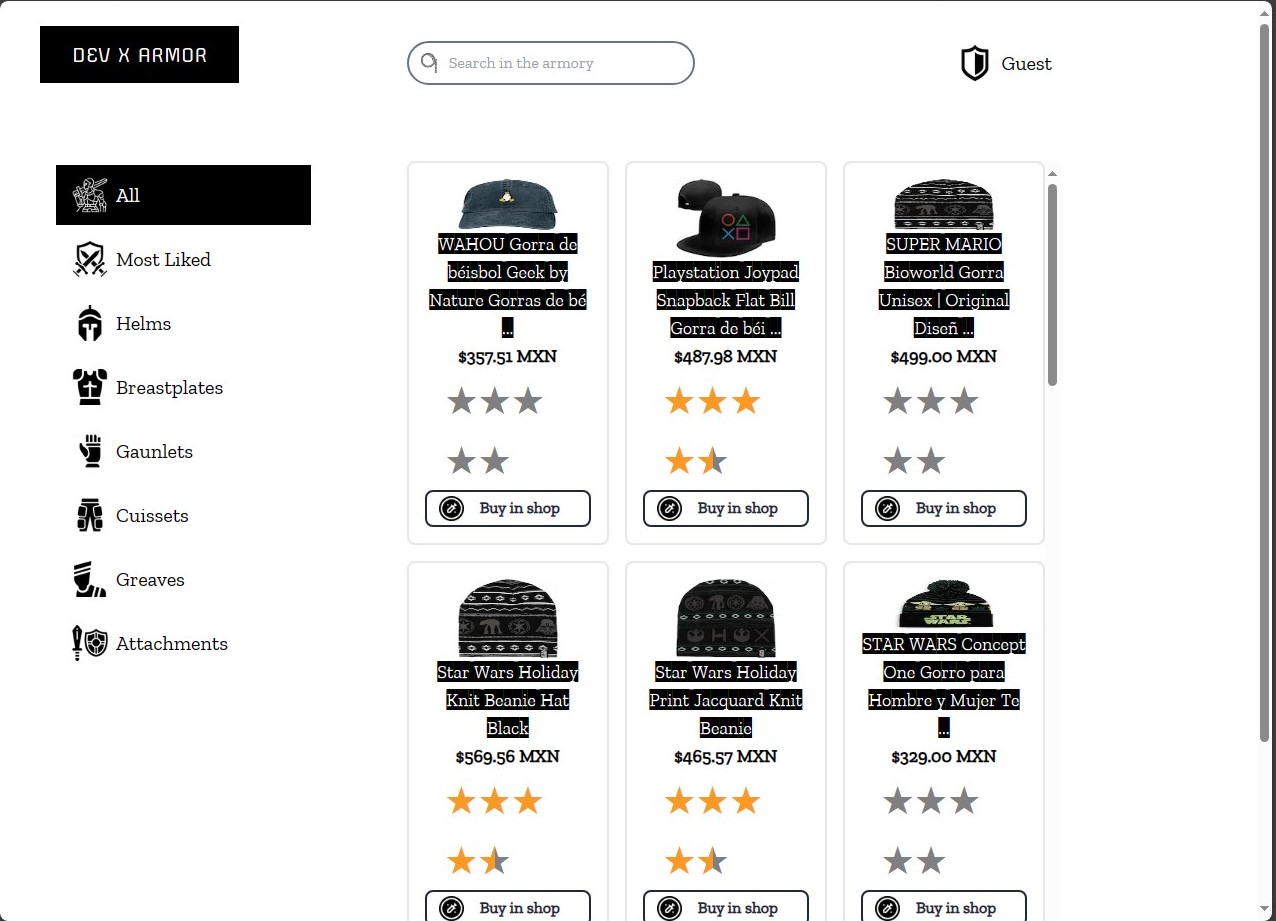 DEV X ARMOR
Search in the armory
Guest
All
Most Liked
Helms
Breastplates
Gaunlets
Cuissets
Greaves
Attachments
WAHOU Gorra de
béisbol Geek by
Nature Gorras de bé
...
$357.51 MXN
Buy in shop
Playstation Joypad
Snapback Flat Bill
Gorra de béi ...
$487.98 MXN
Buy in shop
SUPER MARIO
Bioworld Gorra
Unisex | Original
Diseñ ...
$499.00 MXN
Buy in shop
Star Wars Holiday
Knit Beanie Hat
Black
$569.56 MXN
Buy in shop
Star Wars Holiday
Print Jacquard Knit
Beanie
$465.57 MXN
Buy in shop
STAR WARS
STAR WARS Concept
One Gorro para
Hombre y Mujer Te
...
$329.00 MXN
Buy in shop